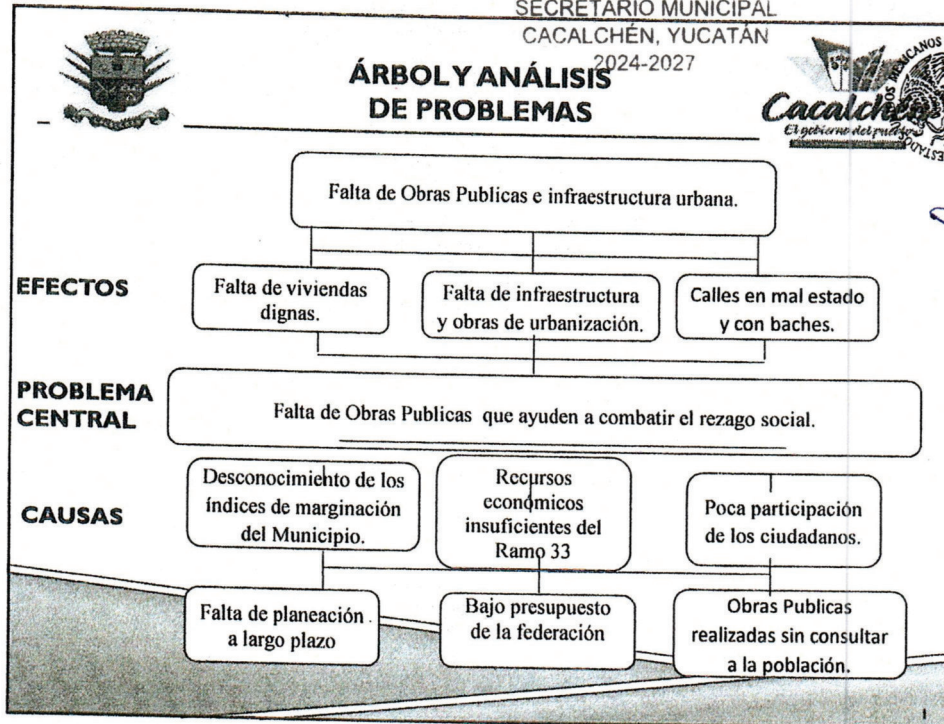 SECRETARIO MUNICIPAL
CACALCHÉN, YUCATÁN
2024-2027
ÁRBOL Y ANÁLISIS
DE PROBLEMAS
Cacalchén
El gobierno del pueblo
MEXICANOS
ESTADO
Falta de Obras Publicas e infraestructura urbana.
EFECTOS
Falta de viviendas
dignas.
Falta de infraestructura
y obras de urbanización.
Calles en mal estado
y con baches.
PROBLEMA
CENTRAL
Falta de Obras Publicas que ayuden a combatir el rezago social.
CAUSAS
Desconocimiento de los
índices de marginación
del Municipio.
Recursos
económicos
insuficientes del
Ramo 33
Poca participación
de los ciudadanos.
Falta de planeación
a largo plazo
Bajo presupuesto
de la federación
Obras Publicas
realizadas sin consultar
a la población.
1